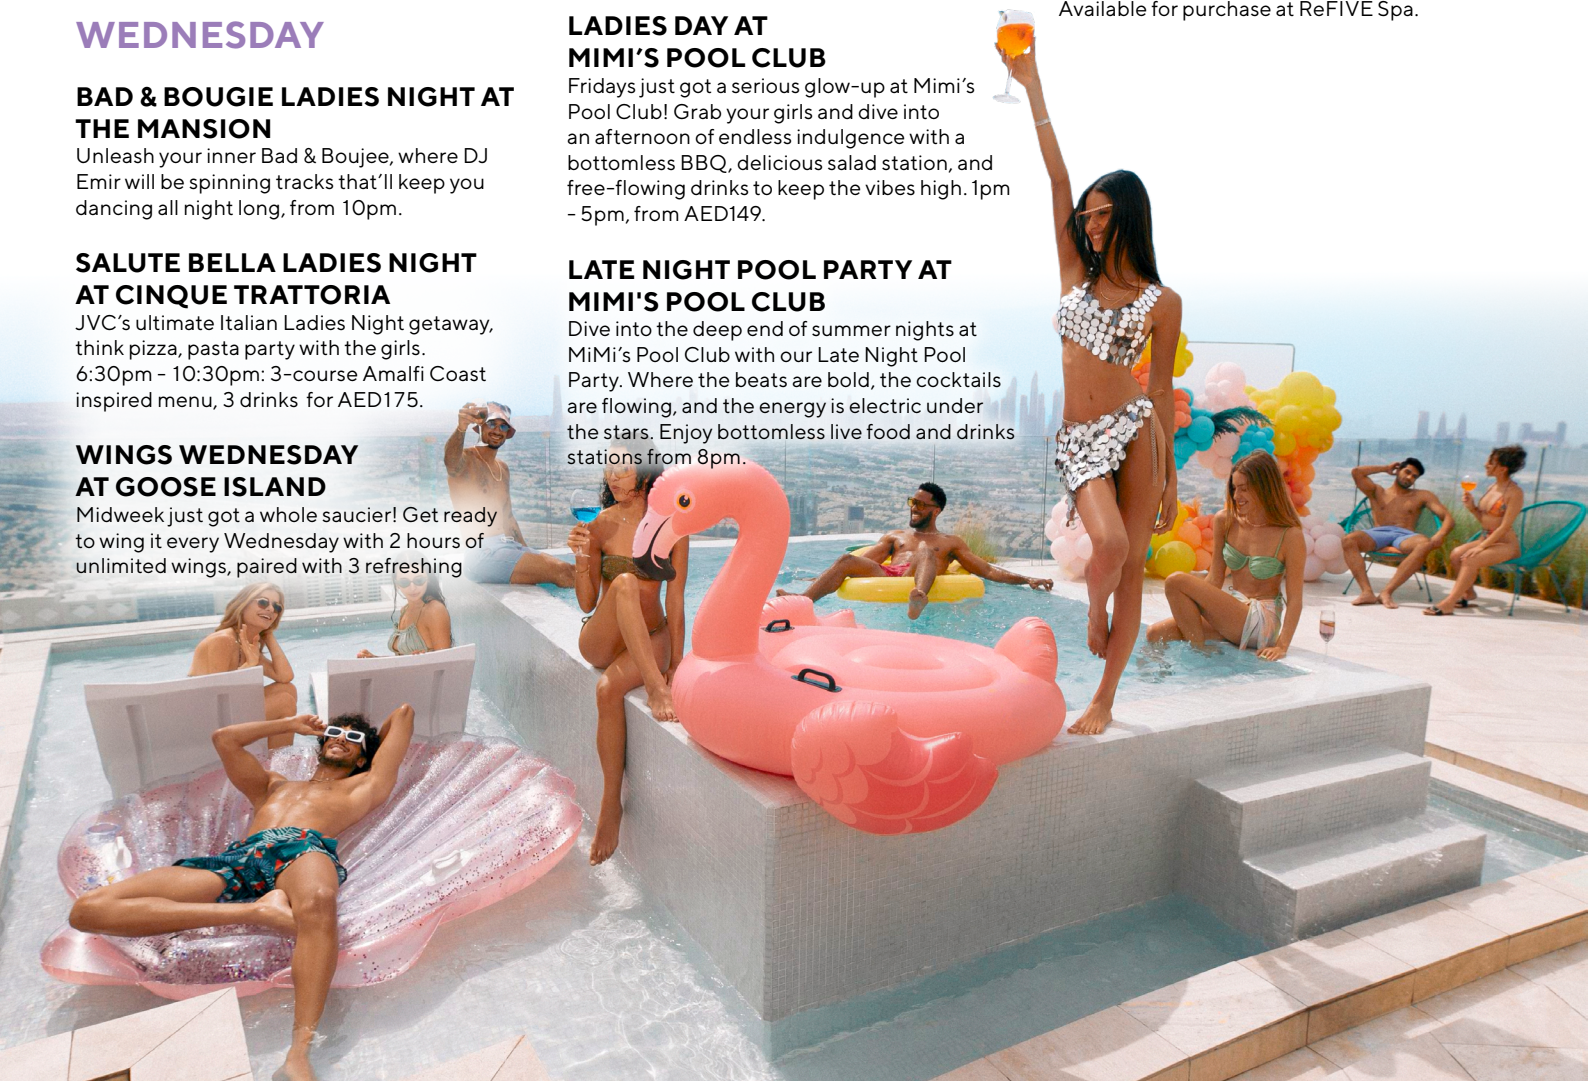 WEDNESDAY
BAD & BOUGIE LADIES NIGHT AT
THE MANSION
Unleash your inner Bad & Boujee, where DJ
Emir will be spinning tracks that'll keep you
dancing all night long, from 10pm.
SALUTE BELLA LADIES NIGHT
AT CINQUE TRATTORIA
JVC's ultimate Italian Ladies Night getaway,
think pizza, pasta party with the girls.
6:30pm - 10:30pm: 3-course Amalfi Coast
inspired menu, 3 drinks for AED175.
WINGS WEDNESDAY
AT GOOSE ISLAND
Midweek just got a whole saucier! Get ready
to wing it every Wednesday with 2 hours of
unlimited wings, paired with 3 refreshing
LADIES DAY AT
MIMI'S POOL CLUB
Fridays just got a serious glow-up at Mimi's
Pool Club! Grab your girls and dive into
an afternoon of endless indulgence with a
bottomless BBQ, delicious salad station, and
free-flowing drinks to keep the vibes high. 1pm
- 5pm, from AED149.
LATE NIGHT POOL PARTY AT
MIMI'S POOL CLUB
Dive into the deep end of summer nights at
MiMi's Pool Club with our Late Night Pool
Party. Where the beats are bold, the cocktails
are flowing, and the energy is electric under
the stars. Enjoy bottomless live food and drinks
stations from 8pm.
Available for purchase at ReFIVE Spa.